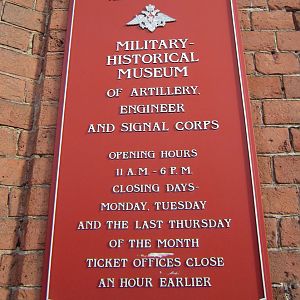 MILITARY-
HISTORICAL
MUSEUM
OF ARTILLERY,
ENGINEER
AND SIGNAL CORPS
OPENING HOURS
11 A.M. - 6 P.M.
CLOSING DAYS-
MONDAY, TUESDAY
AND THE LAST THURSDAY
OF THE MONTH
TICKET OFFICES CLOSE
AN HOUR EARLIER